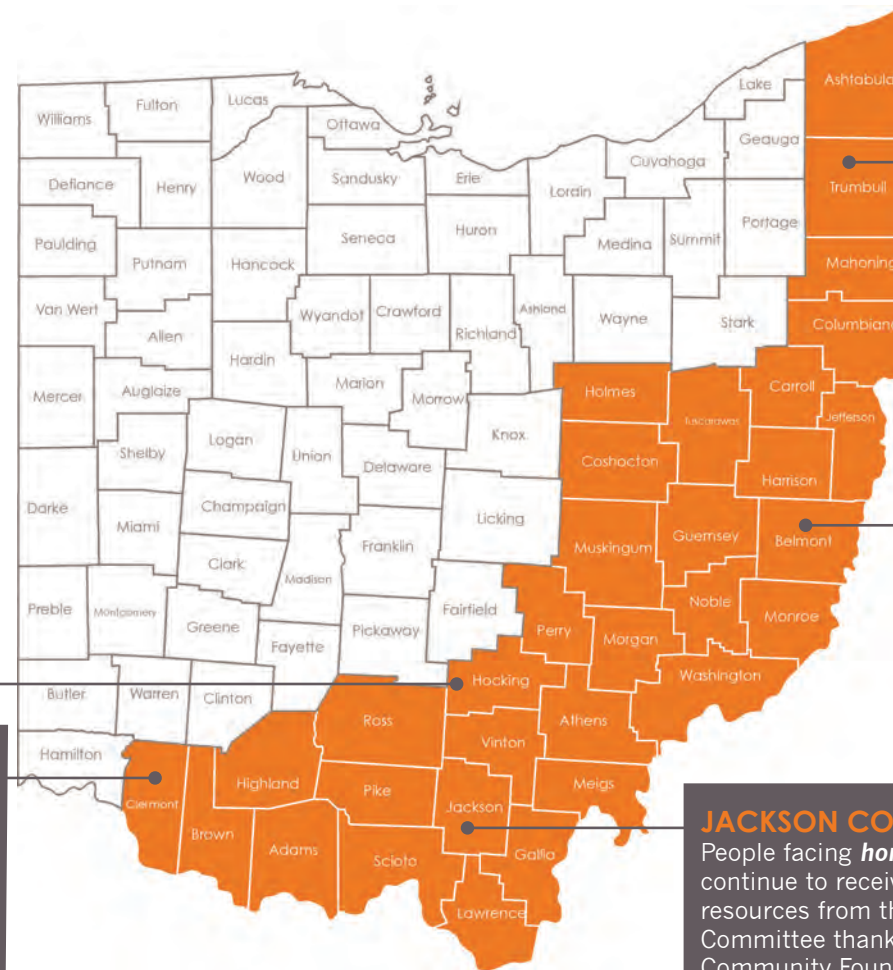 Williams
Fulton
Lucas
Ottawa
Lake
Ashtabula
Geauga
Cuyahoga
Defiance
Henry
Wood
Sandusky
Erie
Lorain
Trumbull
Paulding
Putnam
Hancock
Seneca
Huron
Medina
Summit
Portage
Mahoning
Van Wert
Allen
Wyandot
Crawford
Richland
Ashland
Wayne
Stark
Columbiana
Mercer
Auglaize
Hardin
Marion
Morrow
Holmes
Tuscarawas
Carroll
Jefferson
Shelby
Logan
Union
Delaware
Knox
Coshocton
Harrison
Darke
Miami
Champaign
Clark
Madison
Franklin
Licking
Muskingum
Guernsey
Belmont
Preble
Montgomery
Greene
Fayette
Pickaway
Fairfield
Perry
Morgan
Noble
Monroe
Butler
Warren
Clinton
Ross
Hocking
Athens
Washington
Hamilton
Clermont
Highland
Pike
Vinton
Jackson
Meigs
Brown
Adams
Scioto
Gallia
Lawrence
JACKSON CO
People facing
continue to
resources from
Committee
Community